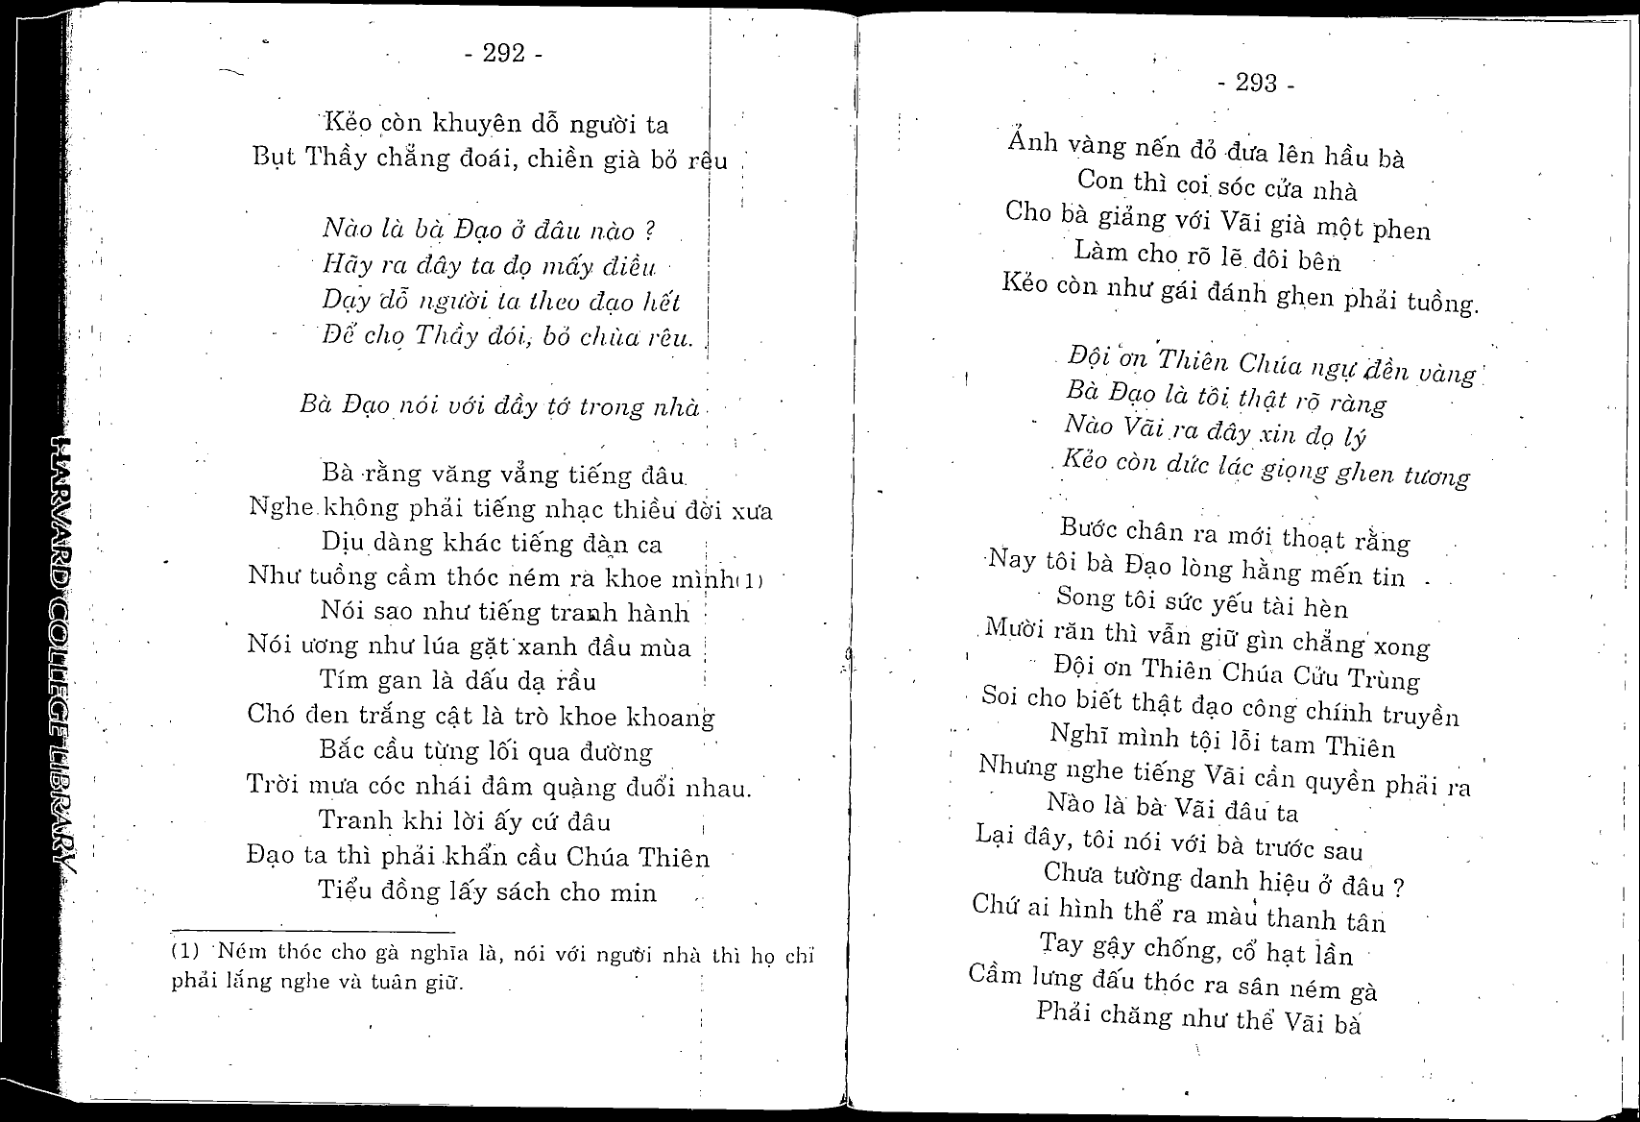 - 292 -
Kẻo còn khuyên dỗ người ta
Bụt Thầy chẳng đoái, chiền già bỏ rêu
Nào là bà Đạo ở đâu nào ?
Hãy ra đây ta đọ mấy điều
Dạy dỗ người ta theo đạo hết
Để cho Thầy đói, bỏ chùa rêu.
Bà Đạo nói với đầy tớ trong nhà
Bà rằng văng vẳng tiếng đâu
Nghe không phải tiếng nhạc thiều đời xưa
Dịu dàng khác tiếng đàn ca
Như tuồng cầm thóc ném ra khoe mình(1)
Nói sao như tiếng tranh hành
Nói ương như lúa gặt xanh đầu mùa
Tím gan là dấu dạ rầu
Chó đen trắng cật là trò khoe khoang
Bắc cầu từng lối qua đường
Trời mưa cóc nhái đâm quàng đuổi nhau.
Tranh khi lời ấy cứ đâu
Đạo ta thì phải khẩn cầu Chúa Thiên
Tiểu đồng lấy sách cho min
(1) Ném thóc cho gà nghĩa là, nói với người nhà thì họ chỉ
phải lắng nghe và tuân giữ.
HARVARD COLLEGE LIBRARY
- 293 -
Ảnh vàng nến đỏ đưa lên hầu bà
Con thì coi sóc cửa nhà
Cho bà giảng với Vãi già một phen
Làm cho rõ lẽ đôi bên
Kẻo còn như gái đánh ghen phải tuồng.
Đội ơn Thiên Chúa ngự đền vàng
Bà Đạo là tôi thật rõ ràng
Nào Vãi ra đây xin đọ lý
Kẻo còn dức lác giọng ghen tương
Bước chân ra mới thoạt rằng
Nay tôi bà Đạo lòng hằng mến tin
Song tôi sức yếu tài hèn
Mười răn thì vẫn giữ gìn chẳng xong
Đội ơn Thiên Chúa Cửu Trùng
Soi cho biết thật đạo công chính truyền
Nghĩ mình tội lỗi tam Thiên
Nhưng nghe tiếng Vãi cần quyền phải ra
Nào là bà Vãi đâu ta
Lại đây, tôi nói với bà trước sau
Chưa tường danh hiệu ở đâu ?
Chứ ai hình thể ra màu thanh tân
Tay gậy chống, cổ hạt lần
Cầm lưng đấu thóc ra sân ném gà
Phải chăng như thể Vãi bà